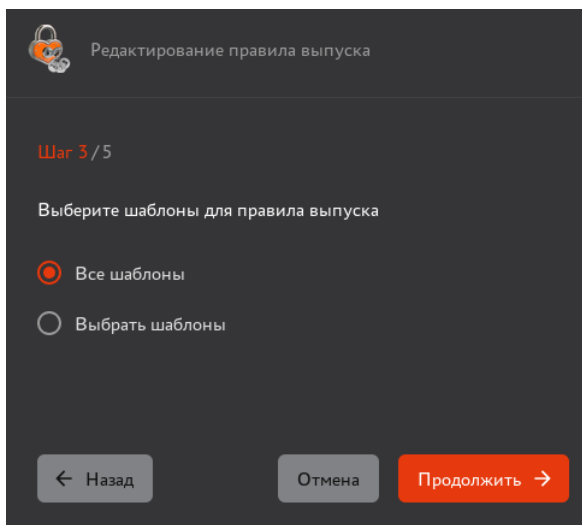 Редактирование правила выпуска
Шаг 3/5
Выберите шаблоны для правила выпуска
Все шаблоны
Выбрать шаблоны
← Назад
Отмена
Продолжить →